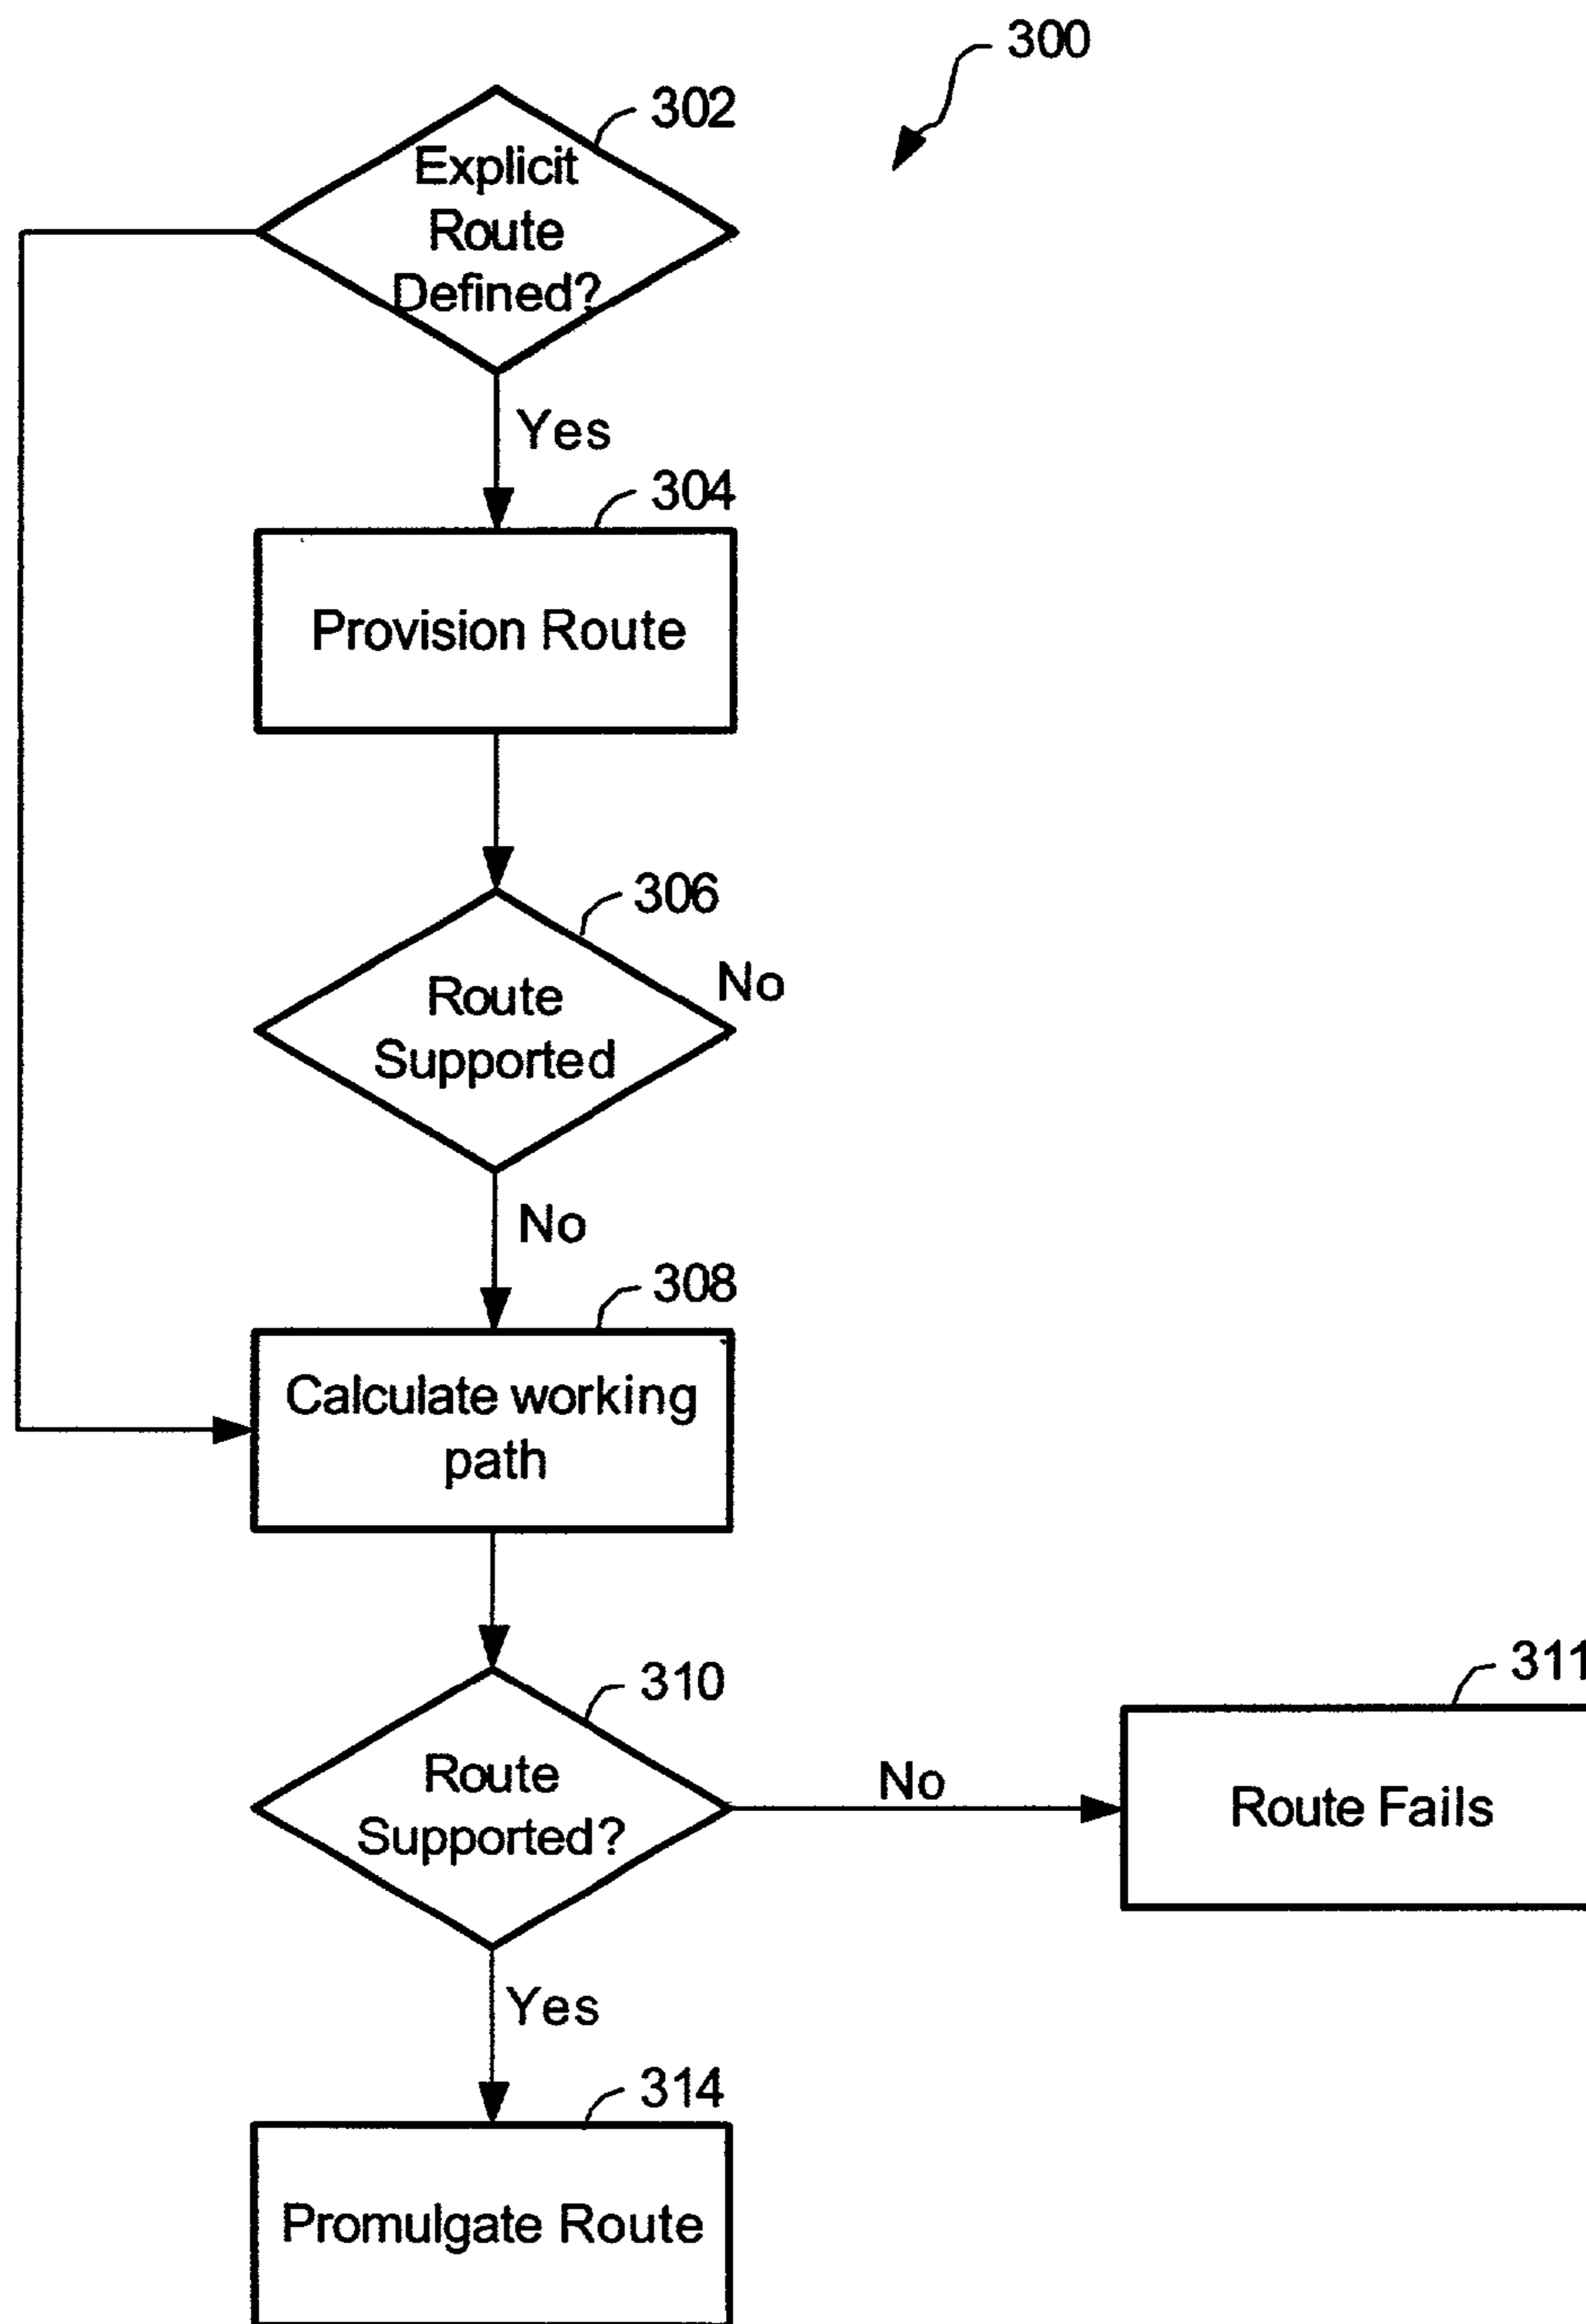 300
302
Explicit
Route
Defined?
Yes
304
Provision Route
306
No
Route
Supported
No
308
Calculate working
path
310
311
Route
Supported?
No
Route Fails
Yes
314
Promulgate Route